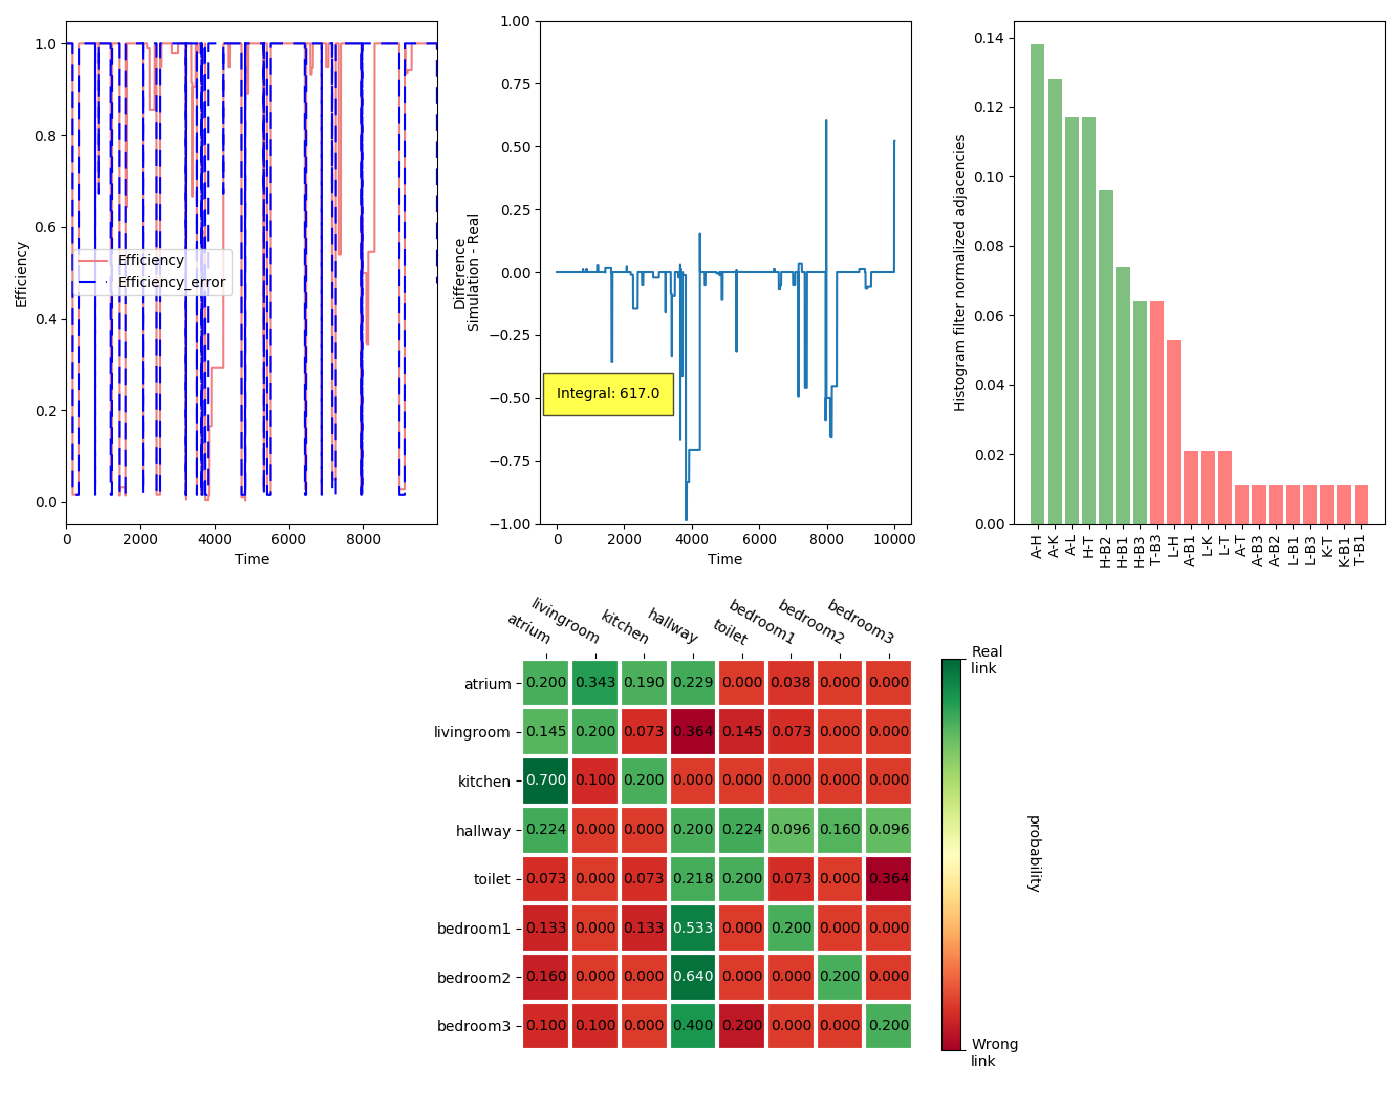 1.0
0.8
0.6
0.4
0.2
0.0
Efficiency
Efficiency
Efficiency_error
0 2000 4000 6000 8000
Time
1.00
0.75
0.50
0.25
0.00
−0.25
−0.50
−0.75
−1.00
Difference
Simulation - Real
Integral: 617.0
0 2000 4000 6000 8000 10000
Time
0.14
0.12
0.10
0.08
0.06
0.04
0.02
0.00
Histogram filter normalized adjacencies
A-H
A-K
A-L
H-T
H-B2
H-B1
H-B3
T-B3
L-H
A-B1
L-K
L-T
A-T
A-B3
A-B2
L-B1
L-B3
K-T
K-B1
T-B1
atrium
livingroom
kitchen
hallway
toilet
bedroom1
bedroom2
bedroom3
atrium 0.200 0.343 0.190 0.229 0.000 0.038 0.000 0.000
livingroom 0.145 0.200 0.073 0.364 0.145 0.073 0.000 0.000
kitchen 0.700 0.100 0.200 0.000 0.000 0.000 0.000 0.000
hallway 0.224 0.000 0.000 0.200 0.224 0.096 0.160 0.096
toilet 0.073 0.000 0.073 0.218 0.200 0.073 0.000 0.364
bedroom1 0.133 0.000 0.133 0.533 0.000 0.200 0.000 0.000
bedroom2 0.160 0.000 0.000 0.640 0.000 0.000 0.200 0.000
bedroom3 0.100 0.100 0.000 0.400 0.200 0.000 0.000 0.200
Real
link
probability
Wrong
link